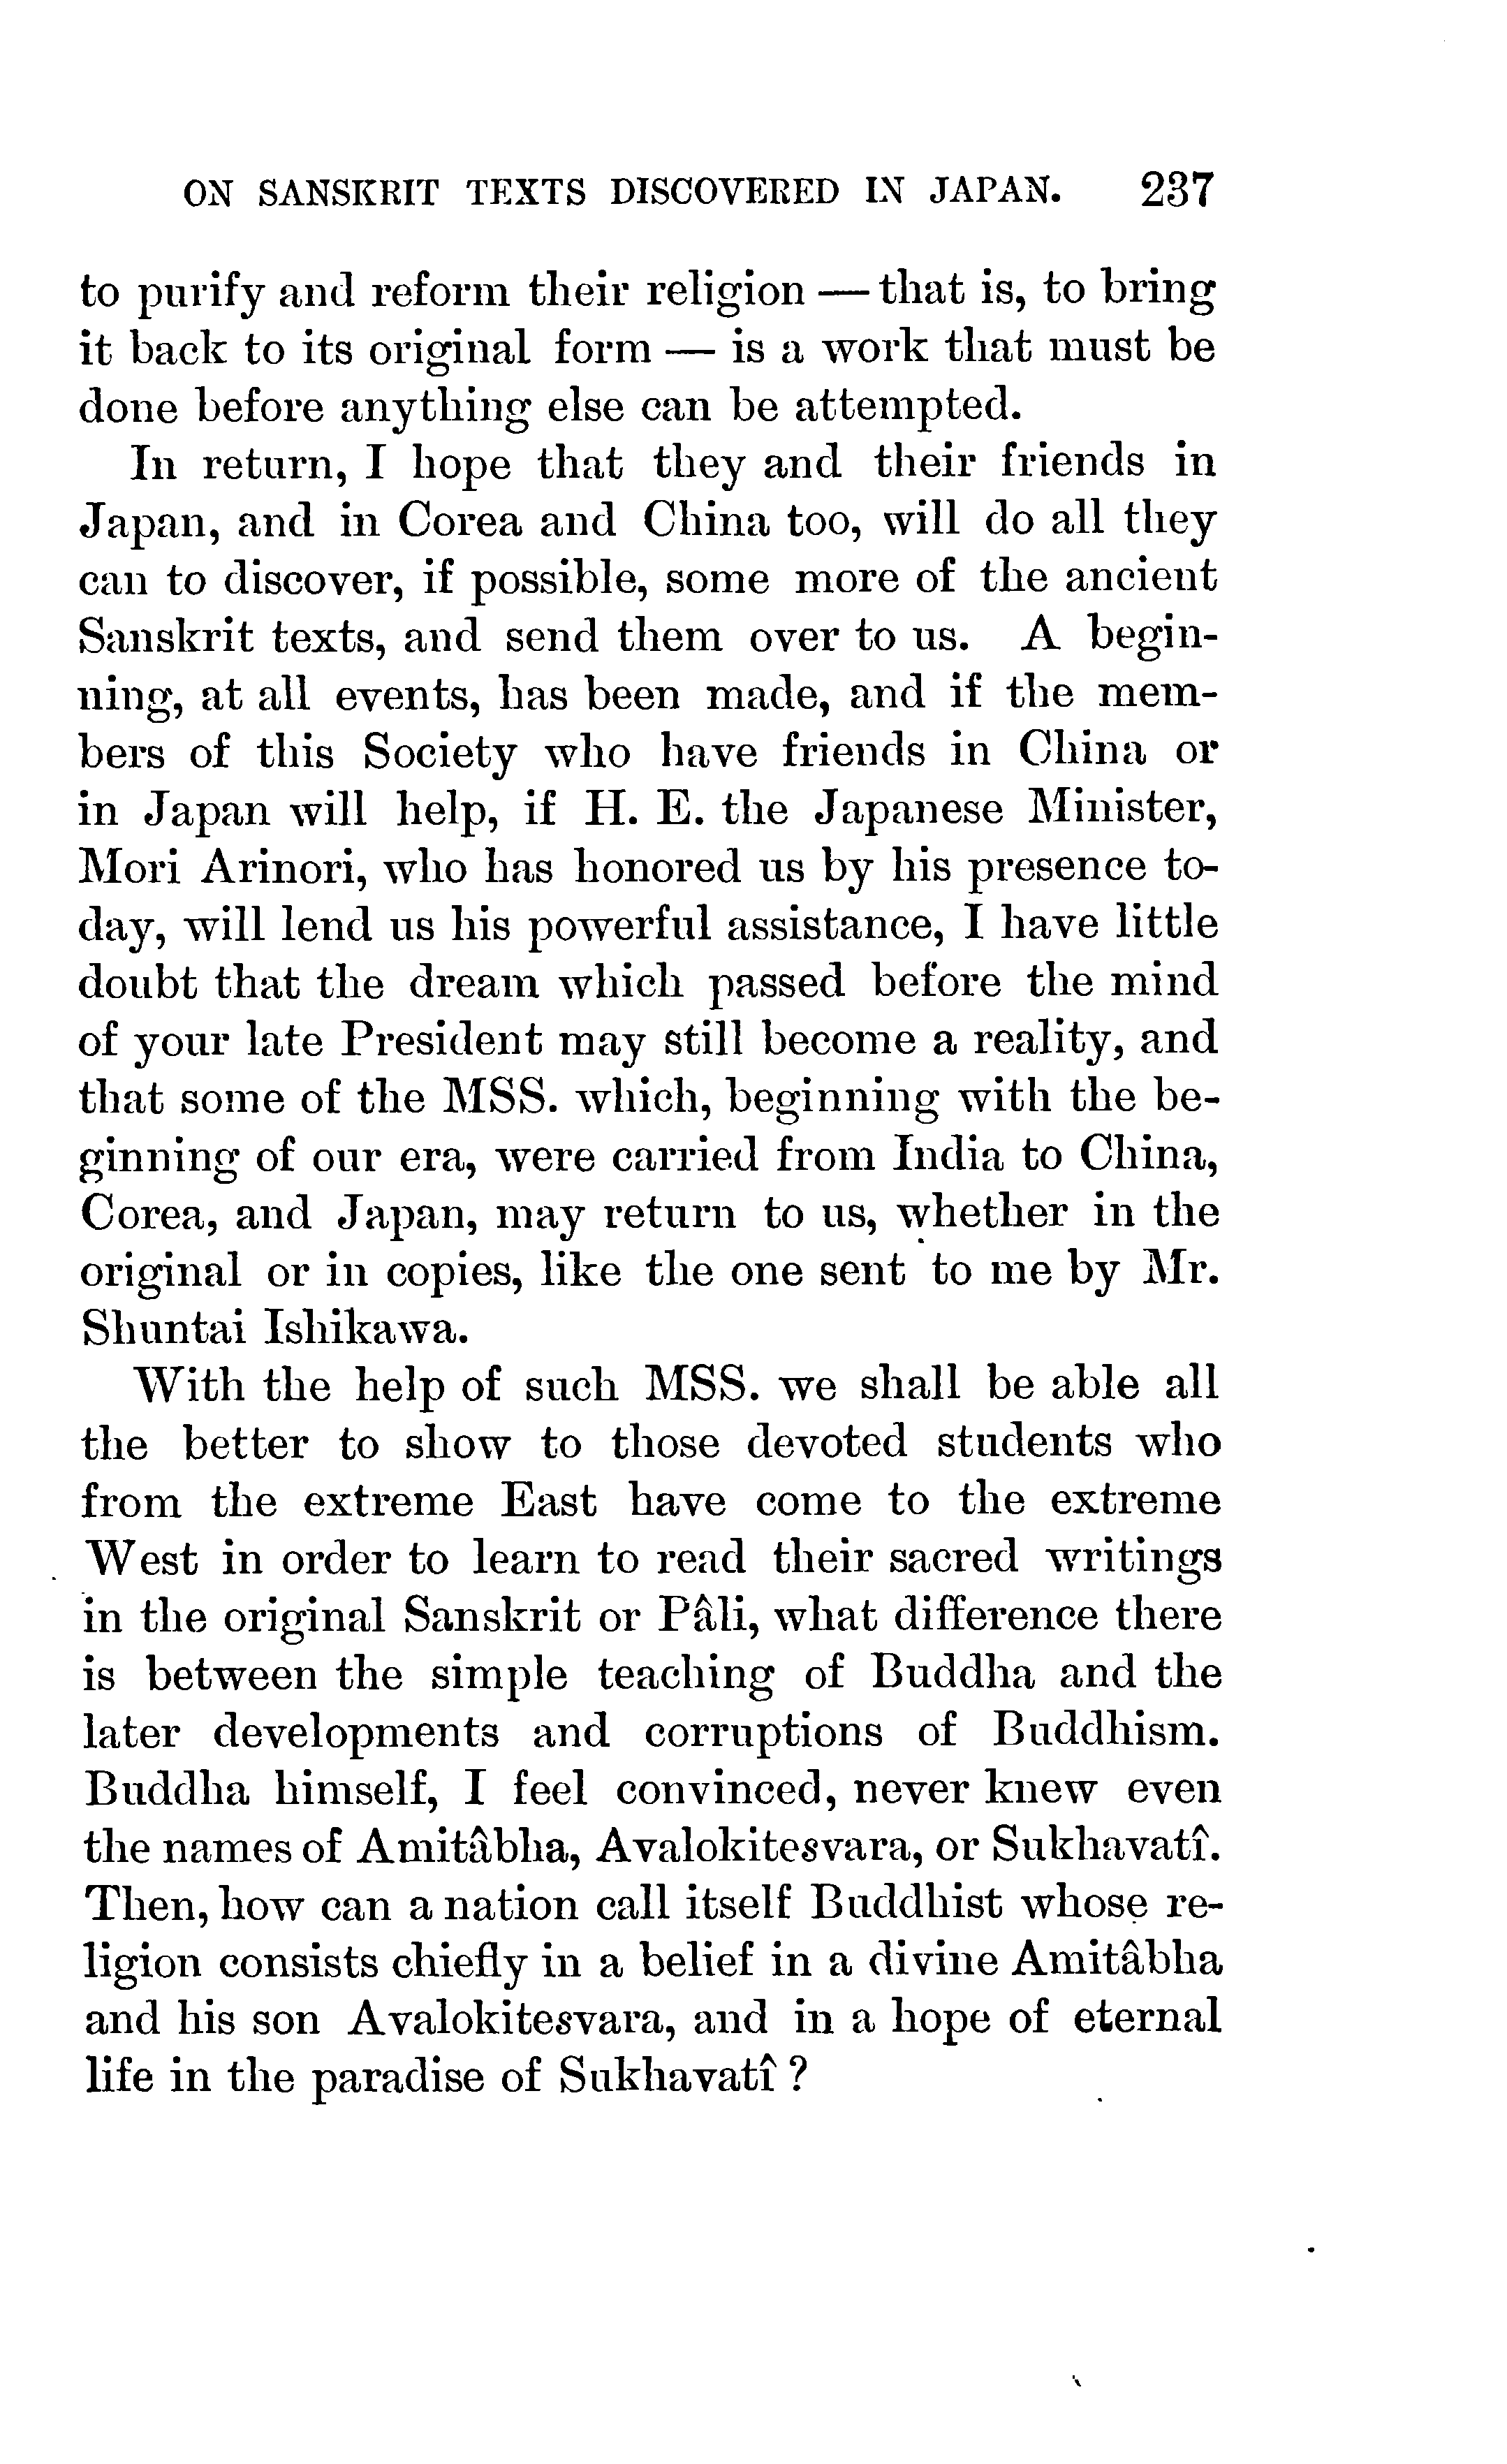 ON SANSKRIT TEXTS DISCOVERED IN JAPAN. 237
to purify and reform their religion — that is, to bring
it back to its original form — is a work that must be
done before anything else can be attempted.
In return, I hope that they and their friends in
Japan, and in Corea and China too, will do all they
can to discover, if possible, some more of the ancient
Sanskrit texts, and send them over to us. A begin-
ning, at all events, has been made, and if the mem-
bers of this Society who have friends in China or
in Japan will help, if H. E. the Japanese Minister,
Mori Arinori, who has honored us by his presence to-
day, will lend us his powerful assistance, I have little
doubt that the dream which passed before the mind
of your late President may still become a reality, and
that some of the MSS. which, beginning with the be-
ginning of our era, were carried from India to China,
Corea, and Japan, may return to us, whether in the
original or in copies, like the one sent to me by Mr.
Shuntai Ishikawa.
With the help of such MSS. we shall be able all
the better to show to those devoted students who
from the extreme East have come to the extreme
West in order to learn to read their sacred writings
in the original Sanskrit or Pâli, what difference there
is between the simple teaching of Buddha and the
later developments and corruptions of Buddhism.
Buddha himself, I feel convinced, never knew even
the names of Amitâbha, Avalokitesvara, or Sukhavatî.
Then, how can a nation call itself Buddhist whose re-
ligion consists chiefly in a belief in a divine Amitâbha
and his son Avalokitesvara, and in a hope of eternal
life in the paradise of Sukhavatî ?